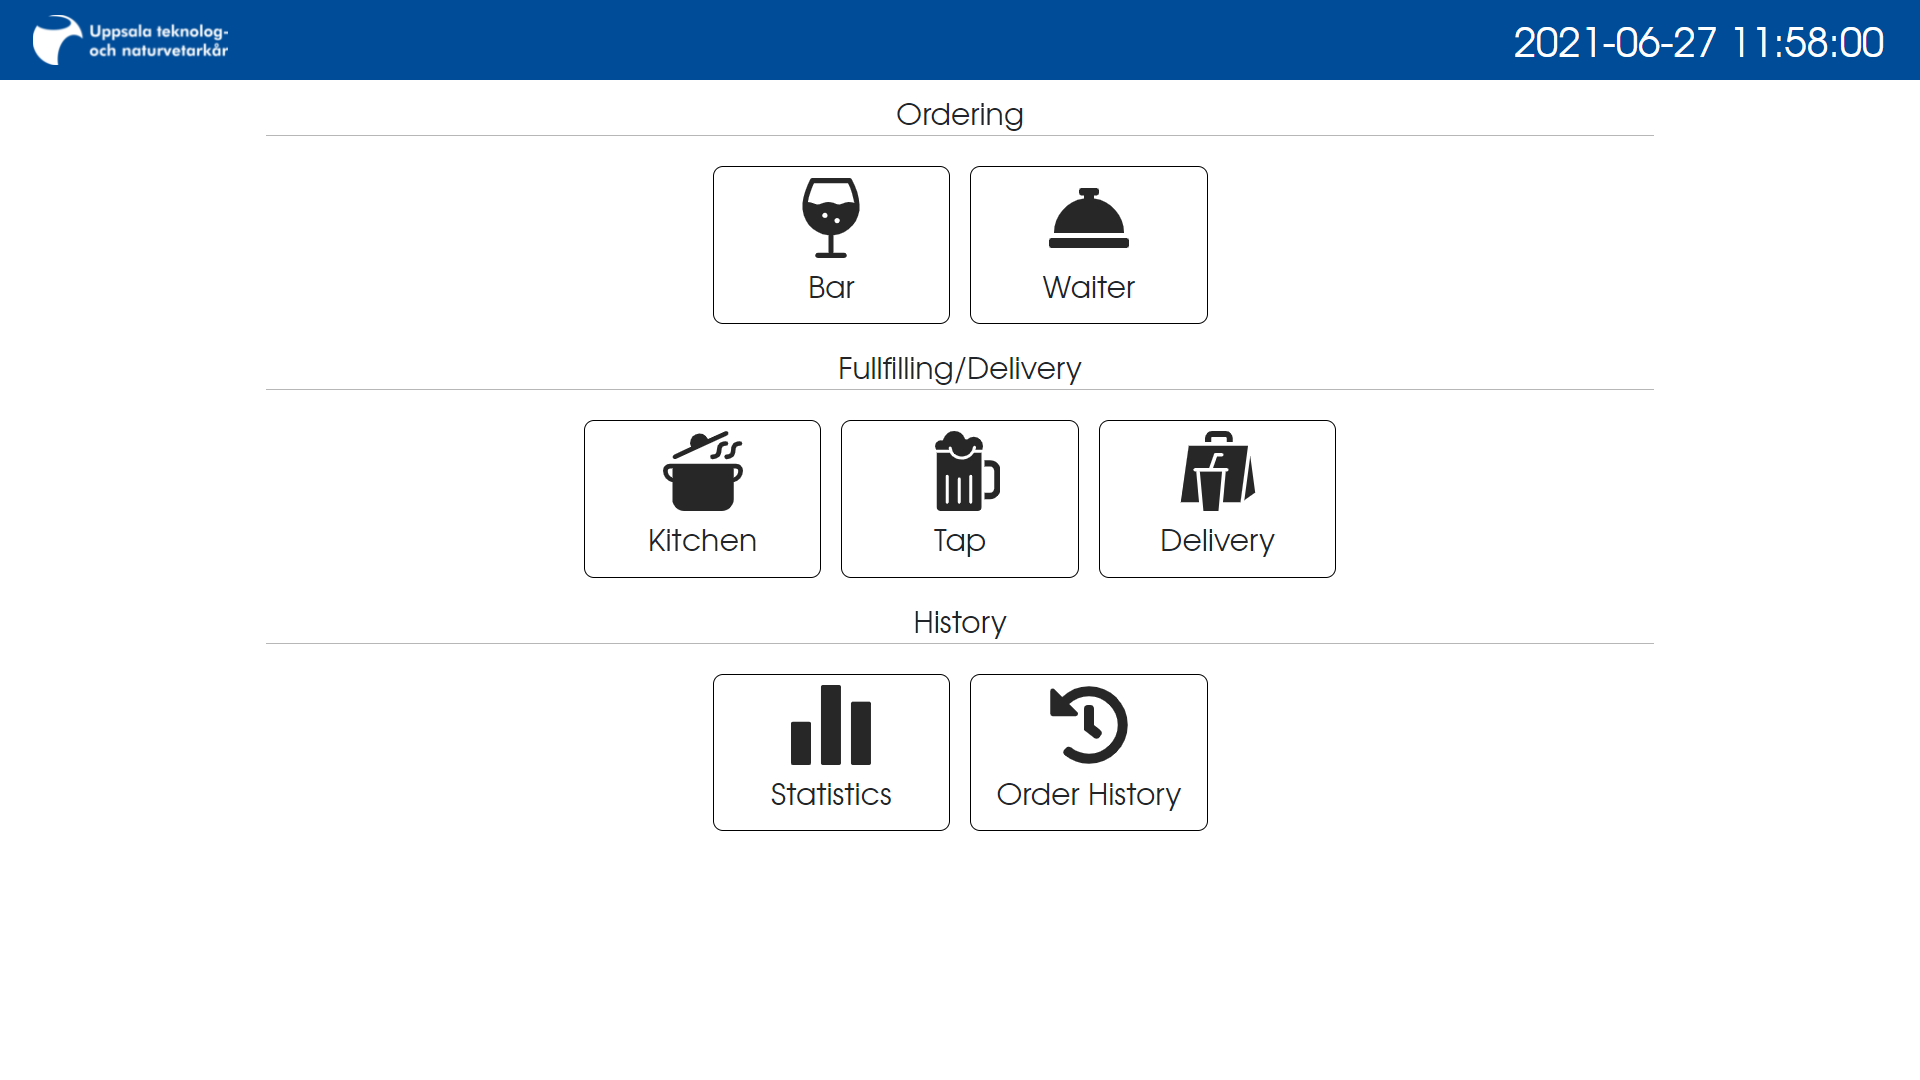 Uppsala teknolog-
och naturvetarkår
2021-06-27 11:58:00
Ordering
Bar
Waiter
Fullfilling/Delivery
Kitchen
Tap
Delivery
History
Statistics
Order History